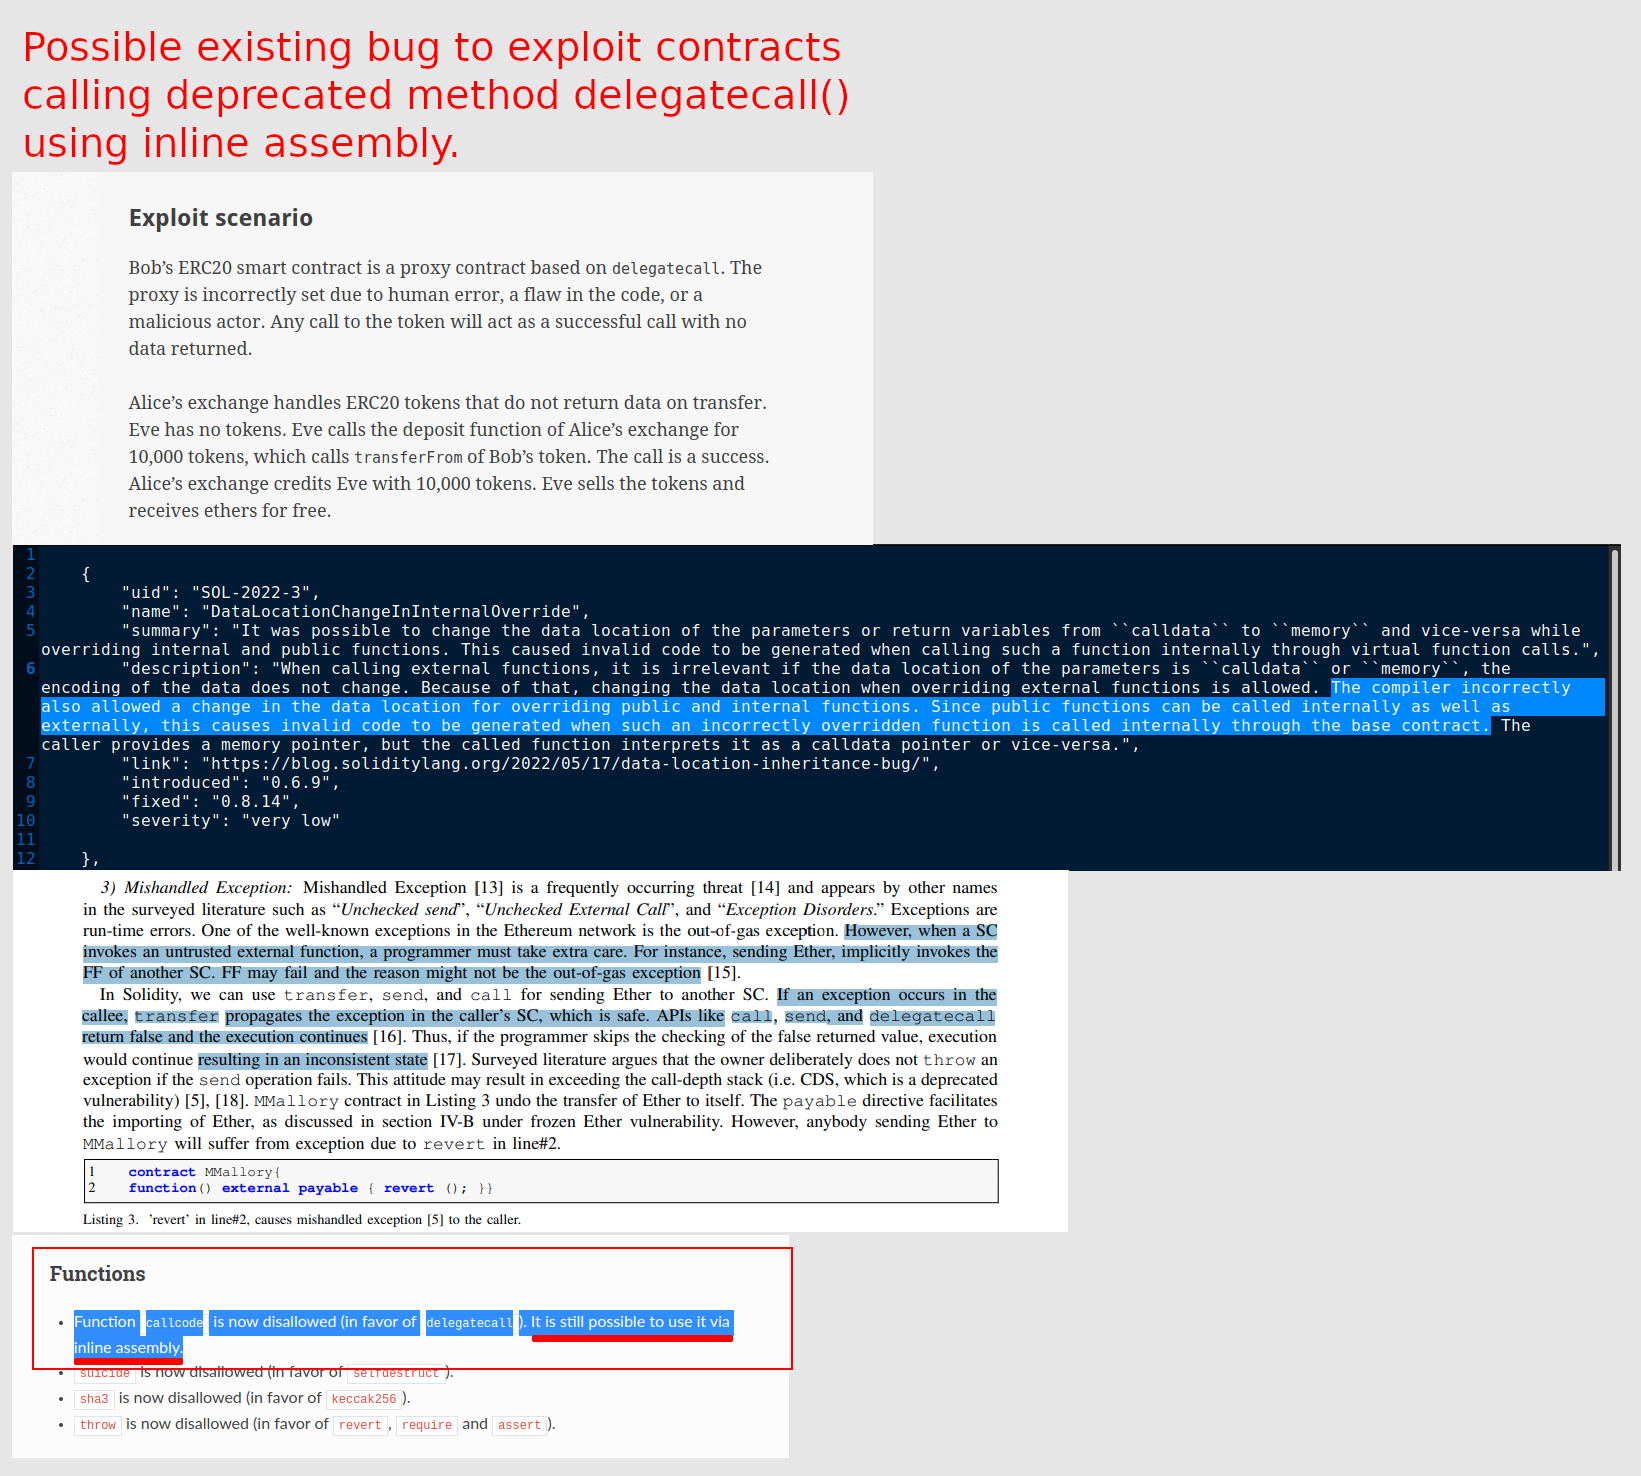 Possible existing bug to exploit contracts
calling deprecated method delegatecall()
using inline assembly.
Exploit scenario
Bob’s ERC20 smart contract is a proxy contract based on delegatecall. The
proxy is incorrectly set due to human error, a flaw in the code, or a
malicious actor. Any call to the token will act as a successful call with no
data returned.
Alice’s exchange handles ERC20 tokens that do not return data on transfer.
Eve has no tokens. Eve calls the deposit function of Alice’s exchange for
10,000 tokens, which calls transferFrom of Bob’s token. The call is a success.
Alice’s exchange credits Eve with 10,000 tokens. Eve sells the tokens and
receives ethers for free.
1
2 {
3 "uid": "SOL-2022-3",
4 "name": "DataLocationChangeInInternalOverride",
5 "summary": "It was possible to change the data location of the parameters or return variables from ``calldata`` to ``memory`` and vice-versa while
overriding internal and public functions. This caused invalid code to be generated when calling such a function internally through virtual function calls.",
6 "description": "When calling external functions, it is irrelevant if the data location of the parameters is ``calldata`` or ``memory``, the
encoding of the data does not change. Because of that, changing the data location when overriding external functions is allowed. The compiler incorrectly
also allowed a change in the data location for overriding public and internal functions. Since public functions can be called internally as well as
externally, this causes invalid code to be generated when such an incorrectly overridden function is called internally through the base contract. The
caller provides a memory pointer, but the called function interprets it as a calldata pointer or vice-versa.",
7 "link": "https://blog.soliditylang.org/2022/05/17/data-location-inheritance-bug/",
8 "introduced": "0.6.9",
9 "fixed": "0.8.14",
10 "severity": "very low"
11
12 },
3) Mishandled Exception: Mishandled Exception [13] is a frequently occurring threat [14] and appears by other names
in the surveyed literature such as “Unchecked send”, “Unchecked External Call”, and “Exception Disorders.” Exceptions are
run-time errors. One of the well-known exceptions in the Ethereum network is the out-of-gas exception. However, when a SC
invokes an untrusted external function, a programmer must take extra care. For instance, sending Ether, implicitly invokes the
FF of another SC. FF may fail and the reason might not be the out-of-gas exception [15].
In Solidity, we can use transfer, send, and call for sending Ether to another SC. If an exception occurs in the
callee, transfer propagates the exception in the caller’s SC, which is safe. APIs like call, send, and delegatecall
return false and the execution continues [16]. Thus, if the programmer skips the checking of the false returned value, execution
would continue resulting in an inconsistent state [17]. Surveyed literature argues that the owner deliberately does not throw an
exception if the send operation fails. This attitude may result in exceeding the call-depth stack (i.e. CDS, which is a deprecated
vulnerability) [5], [18]. MMallory contract in Listing 3 undo the transfer of Ether to itself. The payable directive facilitates
the importing of Ether, as discussed in section IV-B under frozen Ether vulnerability. However, anybody sending Ether to
MMallory will suffer from exception due to revert in line#2.
1 contract MMallory{
2 function() external payable { revert (); }}
Listing 3. ’revert’ in line#2, causes mishandled exception [5] to the caller.
Functions
• Function callcode is now disallowed (in favor of delegatecall). It is still possible to use it via
inline assembly.
• suicide is now disallowed (in favor of selfdestruct).
• sha3 is now disallowed (in favor of keccak256).
• throw is now disallowed (in favor of revert, require and assert).